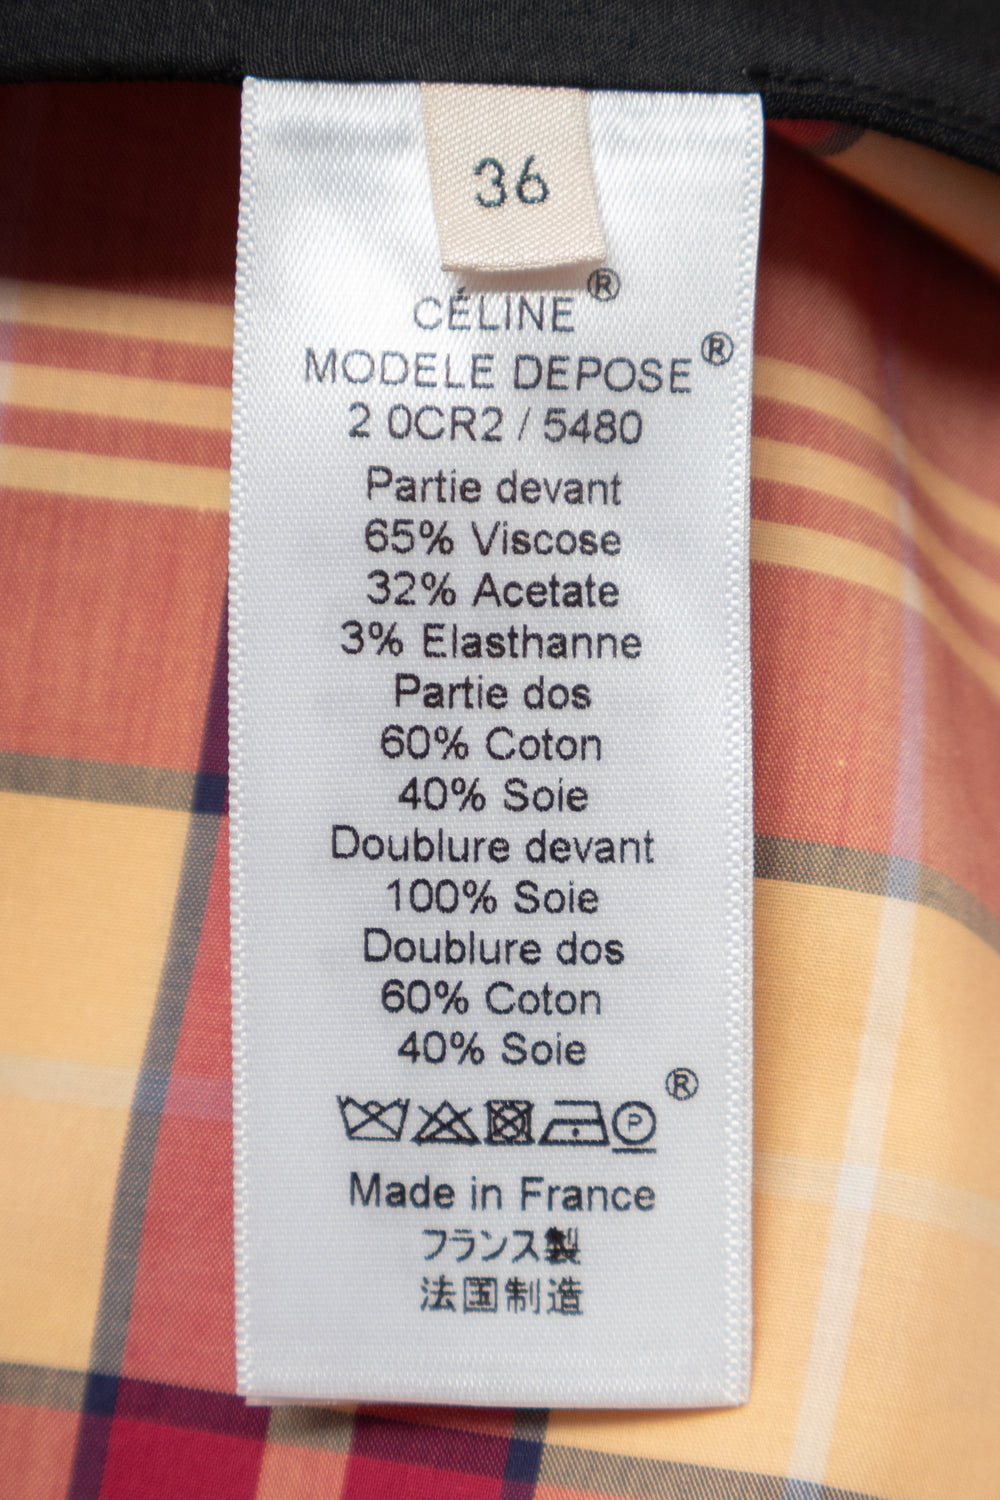 36
CÉLINE®
MODELE DEPOSE®
2 0CR2 / 5480
Partie devant
65% Viscose
32% Acetate
3% Elasthanne
Partie dos
60% Coton
40% Soie
Doublure devant
100% Soie
Doublure dos
60% Coton
40% Soie
P ®
Made in France
フランス製
法国制造